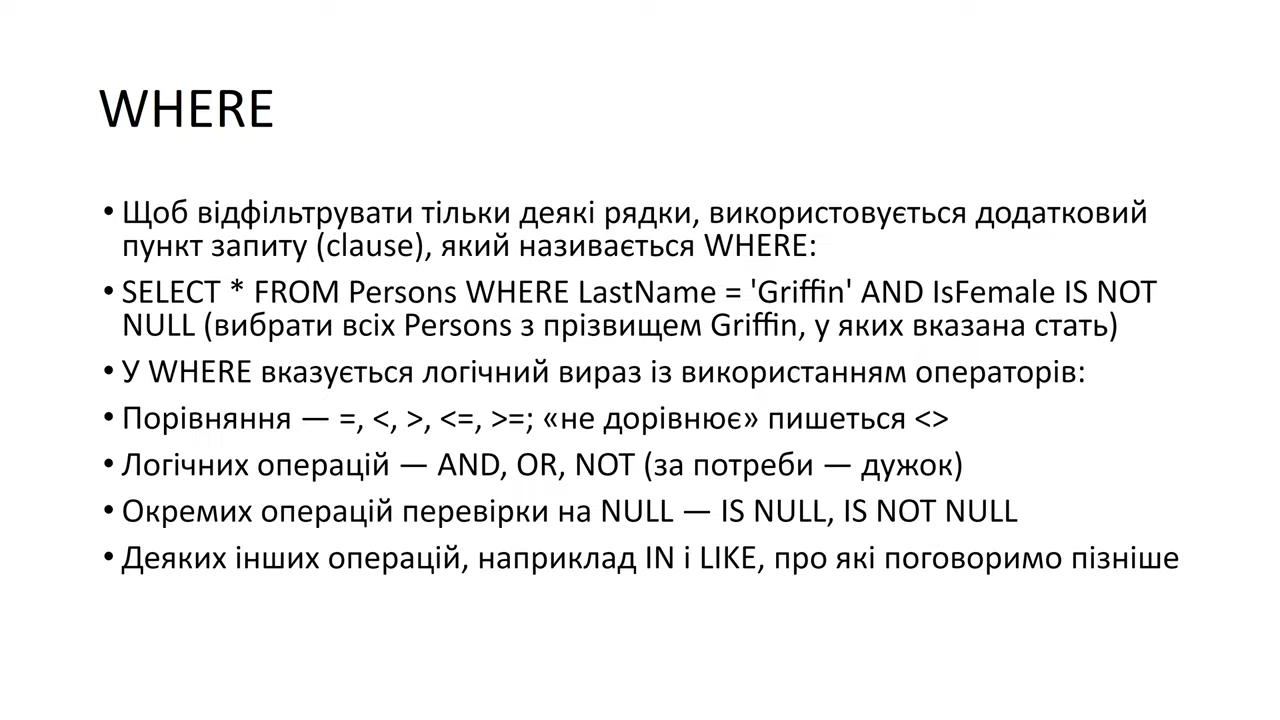 WHERE
• Щоб відфільтрувати тільки деякі рядки, використовується додатковий
пункт запиту (clause), який називається WHERE:
• SELECT * FROM Persons WHERE LastName = 'Griffin' AND IsFemale IS NOT
NULL (вибрати всіх Persons з прізвищем Griffin, у яких вказана стать)
• У WHERE вказується логічний вираз із використанням операторів:
• Порівняння — =, <, >, <=, >=; «не дорівнює» пишеться <>
• Логічних операцій — AND, OR, NOT (за потреби — дужок)
• Окремих операцій перевірки на NULL — IS NULL, IS NOT NULL
• Деяких інших операцій, наприклад IN і LIKE, про які поговоримо пізніше